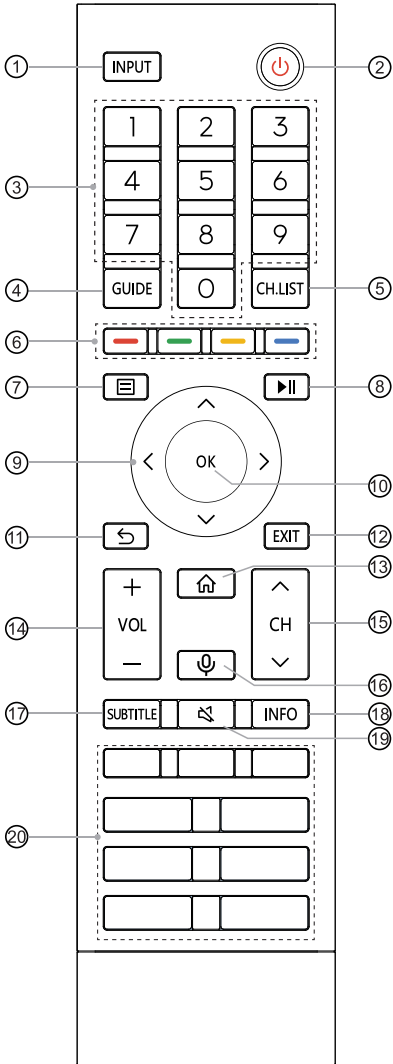 ① INPUT ②
1 2 3
③ 4 5 6
7 8 9
④ GUIDE 0 CH.LIST ⑤
⑥
⑦ ⑧
⑨ OK
⑩
⑪ EXIT ⑫
⑬
+
⑭ VOL CH ⑮
−
⑯
⑰ SUBTITLE INFO ⑱
⑲
⑳